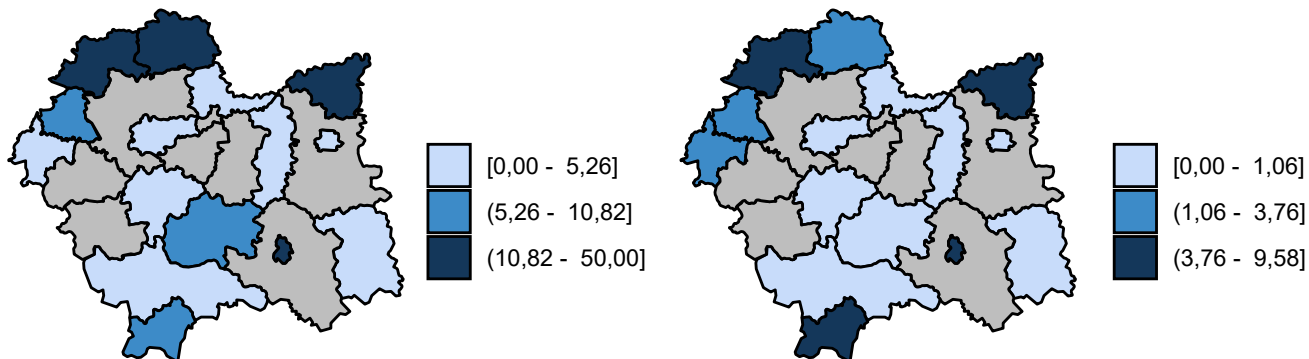 [0,00 - 5,26]
(5,26 - 10,82]
(10,82 - 50,00]
[0,00 - 1,06]
(1,06 - 3,76]
(3,76 - 9,58]